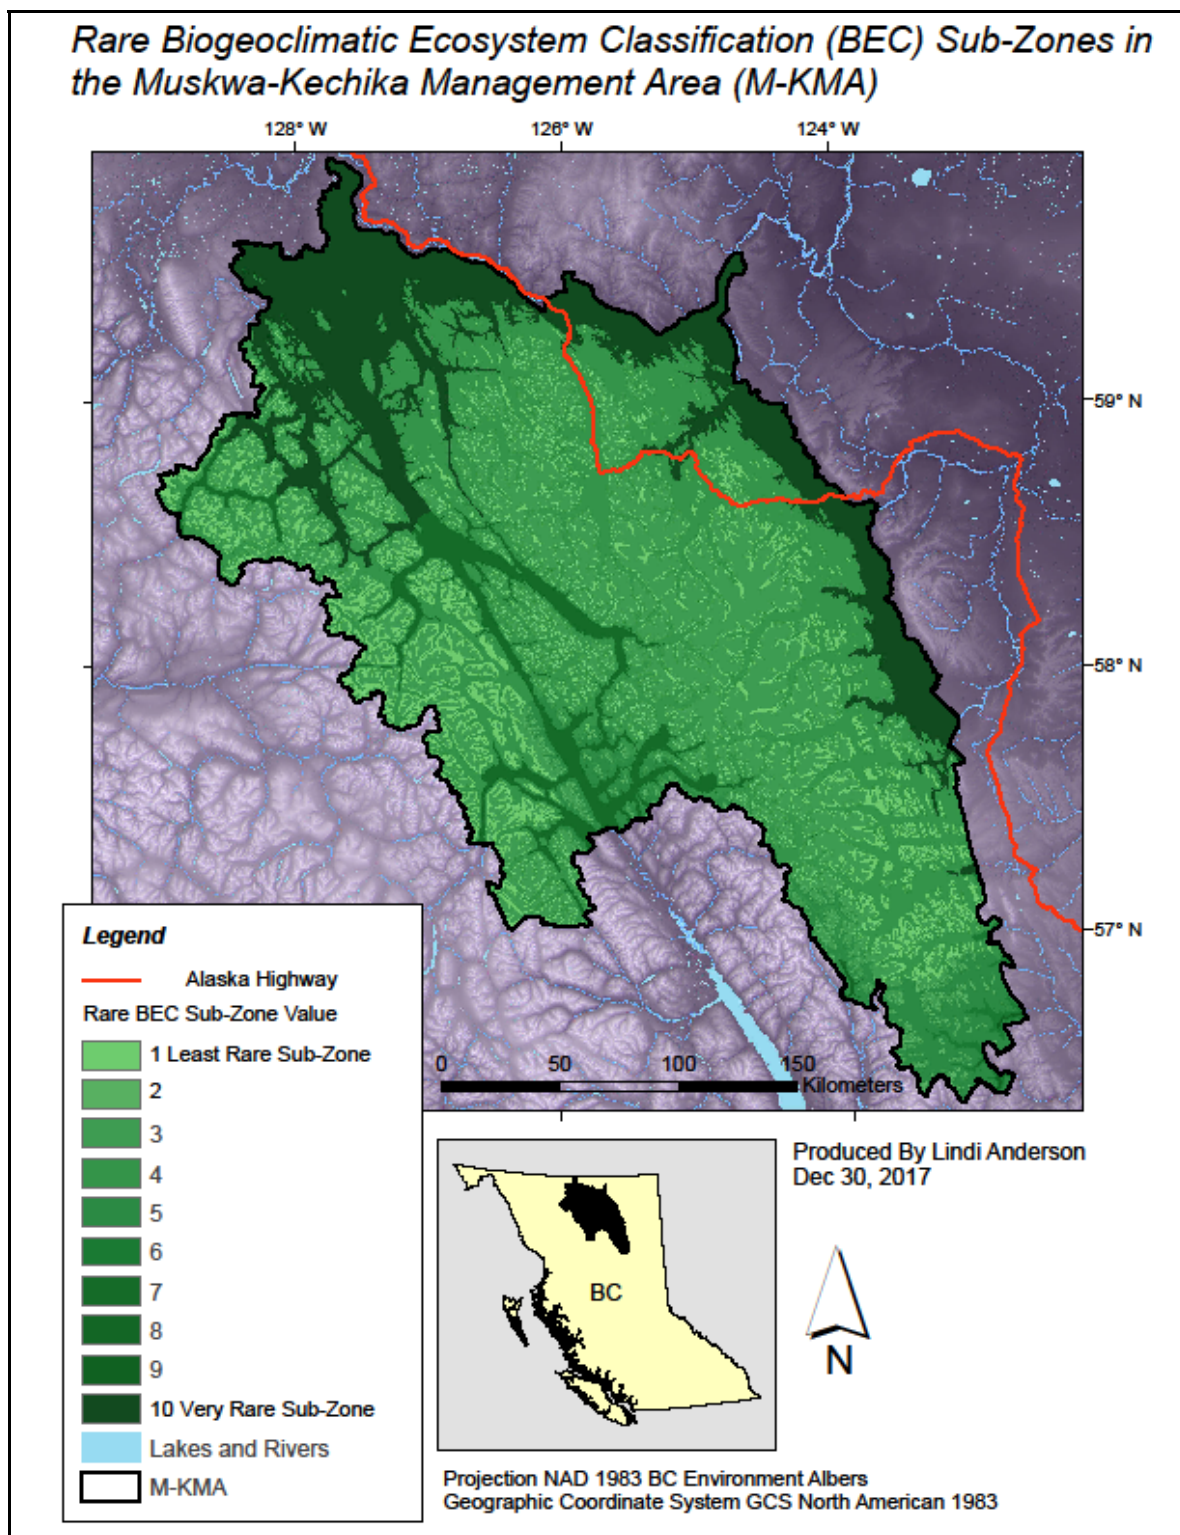 Rare Biogeoclimatic Ecosystem Classification (BEC) Sub-Zones in
the Muskwa-Kechika Management Area (M-KMA)
128° W
126° W
124° W
59° N
58° N
57° N
Legend
Alaska Highway
Rare BEC Sub-Zone Value
1 Least Rare Sub-Zone
2
3
4
5
6
7
8
9
10 Very Rare Sub-Zone
Lakes and Rivers
M-KMA
0 50 100 150
Kilometers
BC
Produced By Lindi Anderson
Dec 30, 2017
N
Projection NAD 1983 BC Environment Albers
Geographic Coordinate System GCS North American 1983